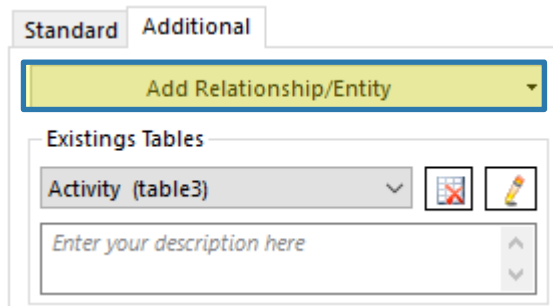 Standard Additional
Add Relationship/Entity
Existings Tables
Activity (table3)
Enter your description here